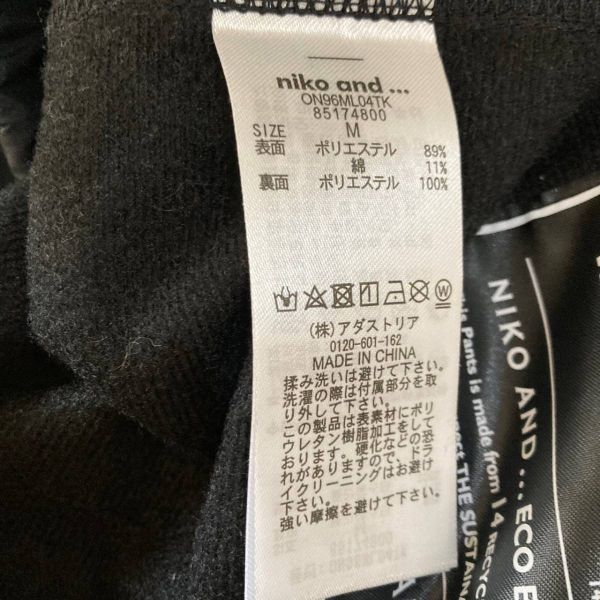 niko and ...
ON96ML04TK
85174800
SIZE M
表面 ポリエステル 89%
綿 11%
裏面 ポリエステル 100%
(株)アダストリア
0120-601-162
MADE IN CHINA
揉み洗いは避けて下さい。
洗濯の際は付属部分を取
り外して下さい。
この製品は表素材にポリ
ウレタン樹脂加工をして
おります。硬化などの恐
れがありますので、ドラ
イクリーニングはお避け
下さい。
強い摩擦を避けて下さい。
NIKO AND ... ECO
Pants is made from 14 RECYC
THE SUSTAINA